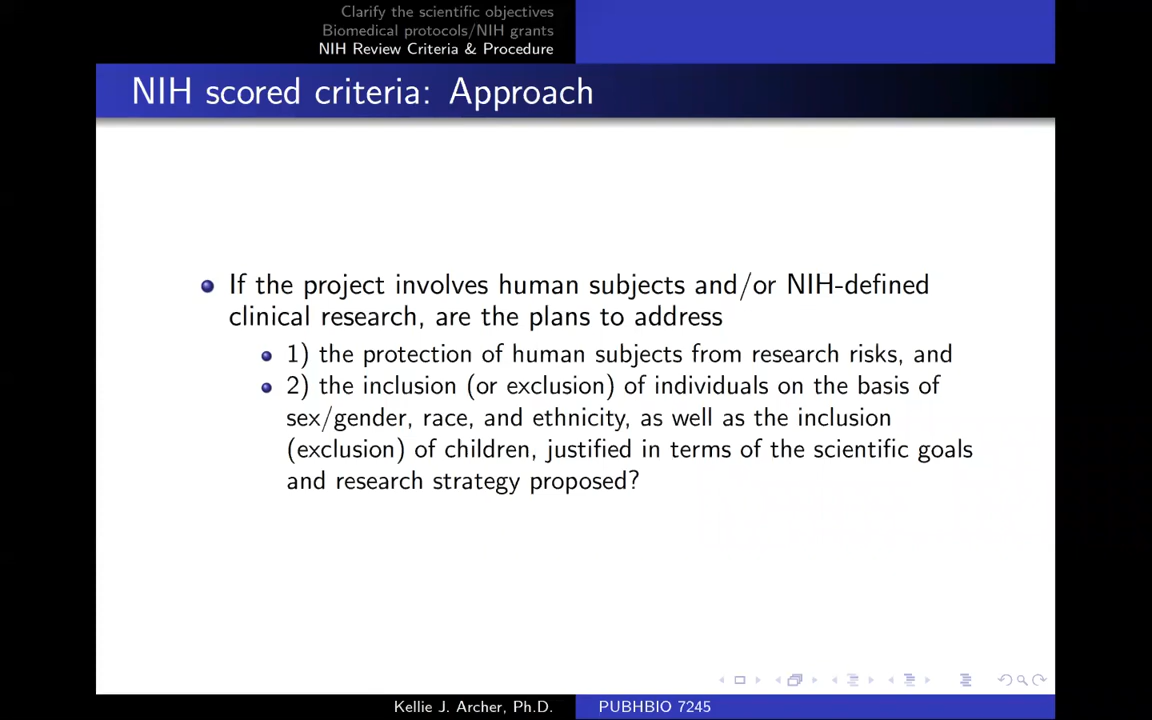 Clarify the scientific objectives
Biomedical protocols/NIH grants
NIH Review Criteria & Procedure
NIH scored criteria: Approach
If the project involves human subjects and/or NIH-defined
clinical research, are the plans to address
1) the protection of human subjects from research risks, and
2) the inclusion (or exclusion) of individuals on the basis of
sex/gender, race, and ethnicity, as well as the inclusion
(exclusion) of children, justified in terms of the scientific goals
and research strategy proposed?
Kellie J. Archer, Ph.D.
PUBHBIO 7245